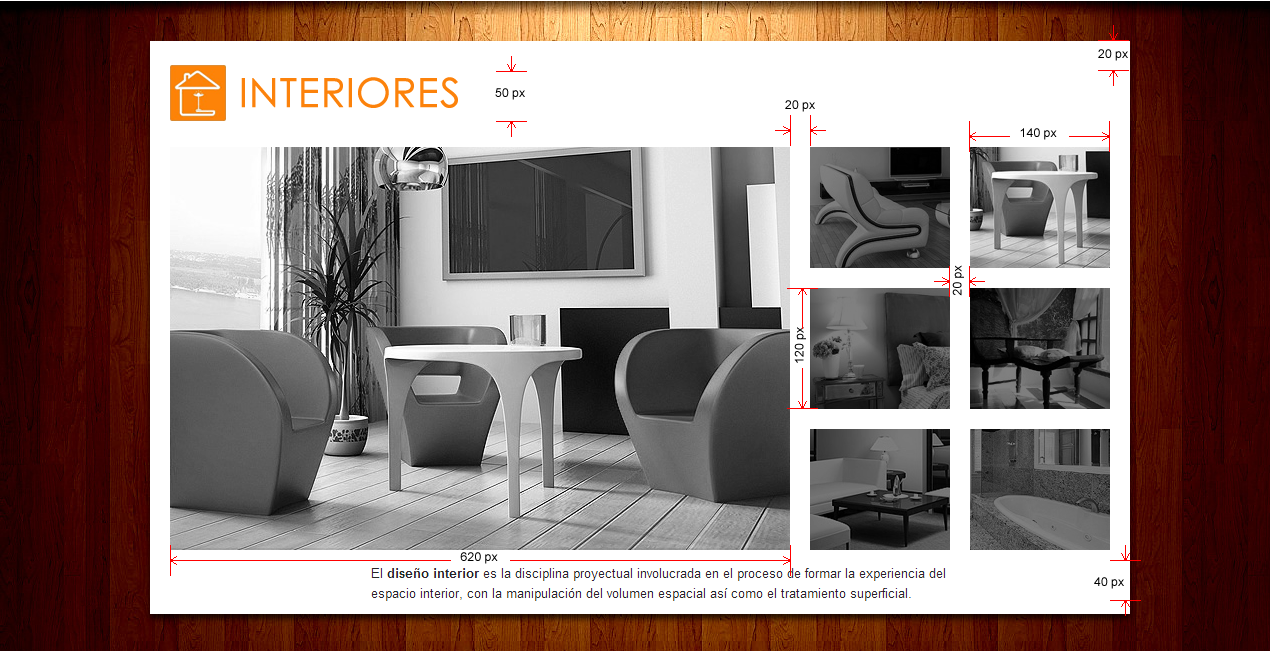 INTERIORES
50 px
20 px
20 px
140 px
20 px
120 px
620 px
El diseño interior es la disciplina proyectual involucrada en el proceso de formar la experiencia del
espacio interior, con la manipulación del volumen espacial así como el tratamiento superficial.
40 px